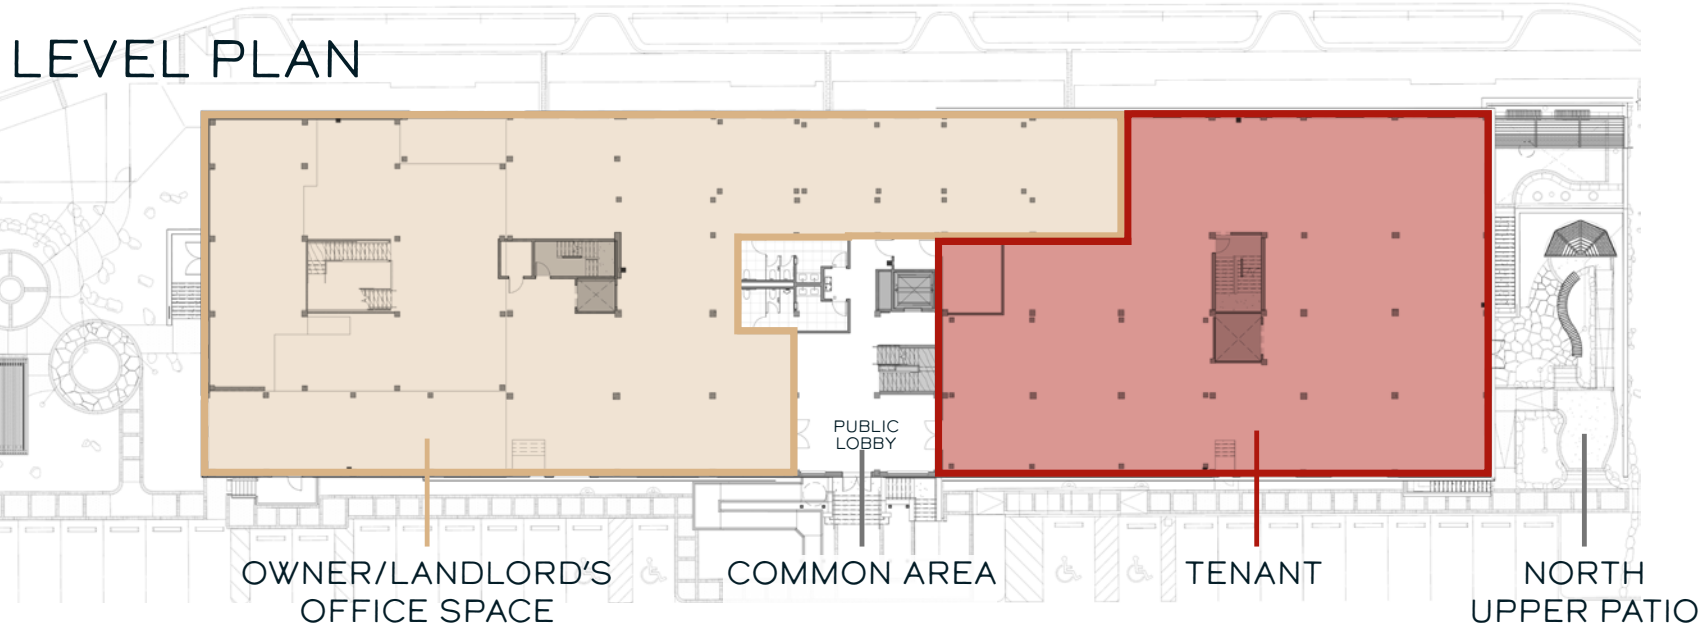 LEVEL PLAN
PUBLIC
LOBBY
OWNER/LANDLORD'S
OFFICE SPACE
COMMON AREA
TENANT
NORTH
UPPER PATIO